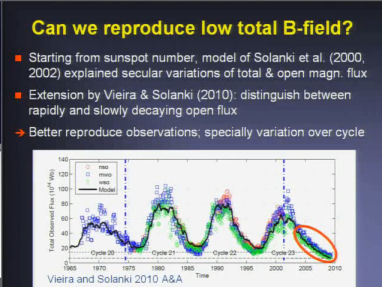 Can we reproduce low total B-field?
Starting from sunspot number, model of Solanki et al. (2000,
2002) explained secular variations of total & open magn. flux
Extension by Vieira & Solanki (2010): distinguish between
rapidly and slowly decaying open flux
Better reproduce observations; specially variation over cycle
Total Observed Flux (10¹⁴ Wb)
140
120
100
80
60
40
20
0
nso
mwo
wso
Model
Cycle 20
Cycle 21
Cycle 22
Cycle 23
1965
1970
1975
1980
1985
1990
1995
2000
2005
2010
Time
Vieira and Solanki 2010 A&A